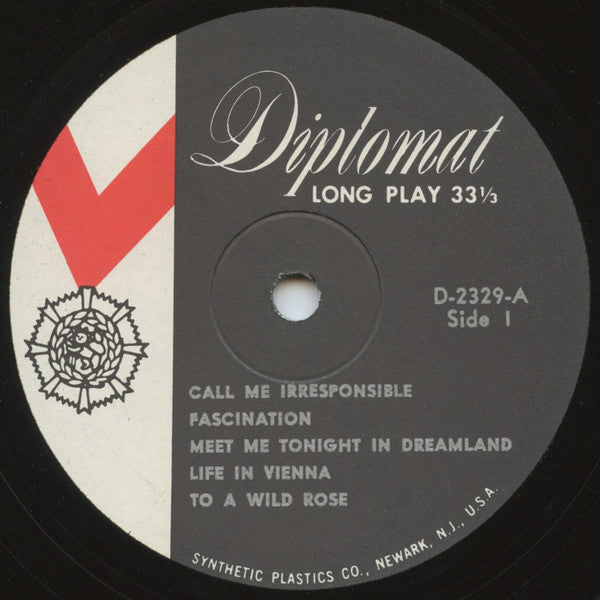 Diplomat
LONG PLAY 33⅓
D-2329-A
Side 1
CALL ME IRRESPONSIBLE
FASCINATION
MEET ME TONIGHT IN DREAMLAND
LIFE IN VIENNA
TO A WILD ROSE
SYNTHETIC PLASTICS CO., NEWARK, N.J., U.S.A.